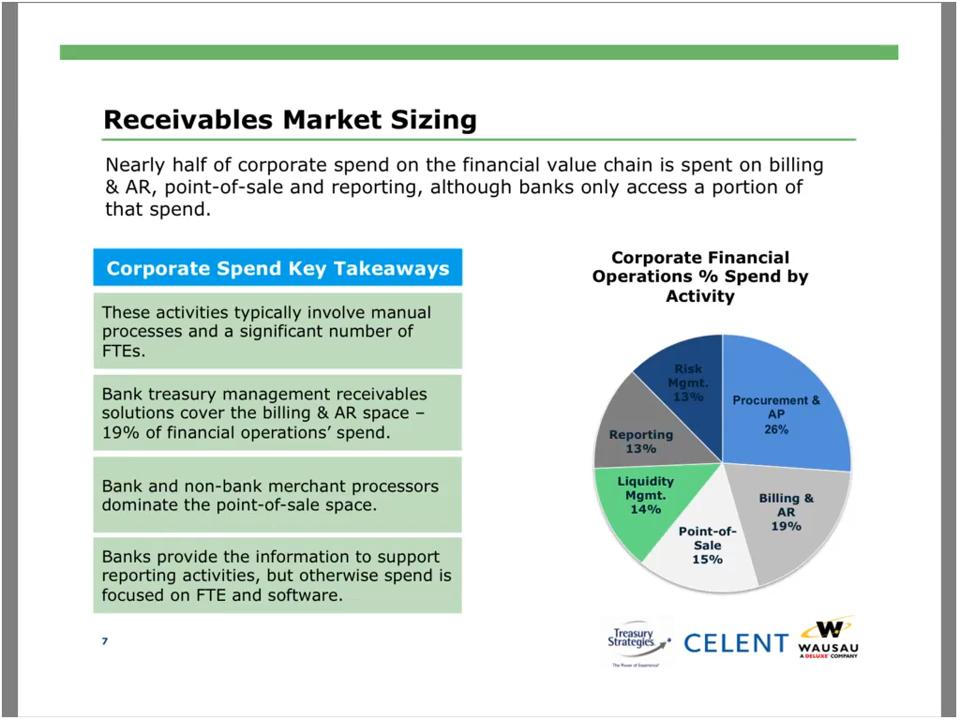 Receivables Market Sizing
Nearly half of corporate spend on the financial value chain is spent on billing
& AR, point-of-sale and reporting, although banks only access a portion of
that spend.
Corporate Spend Key Takeaways
These activities typically involve manual
processes and a significant number of
FTEs.
Bank treasury management receivables
solutions cover the billing & AR space –
19% of financial operations’ spend.
Bank and non-bank merchant processors
dominate the point-of-sale space.
Banks provide the information to support
reporting activities, but otherwise spend is
focused on FTE and software.
Corporate Financial
Operations % Spend by
Activity
Risk
Mgmt.
13%
Procurement &
AP
26%
Reporting
13%
Liquidity
Mgmt.
14%
Billing &
AR
19%
Point-of-
Sale
15%
7
Treasury
Strategies
The Power of Experience
CELENT
W
WAUSAU
A DELUXE COMPANY